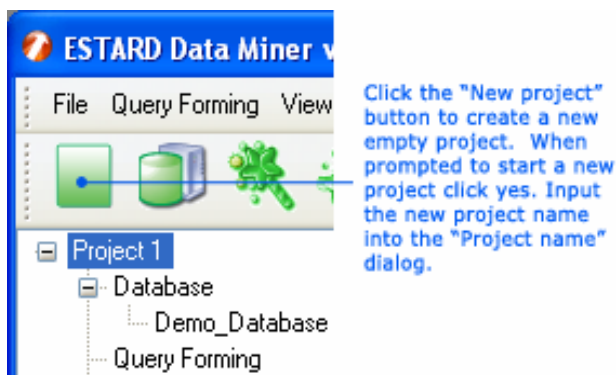 ESTARD Data Miner
File Query Forming View
Project 1
Database
Demo_Database
Query Forming
Click the "New project"
button to create a new
empty project. When
prompted to start a new
project click yes. Input
the new project name
into the "Project name"
dialog.